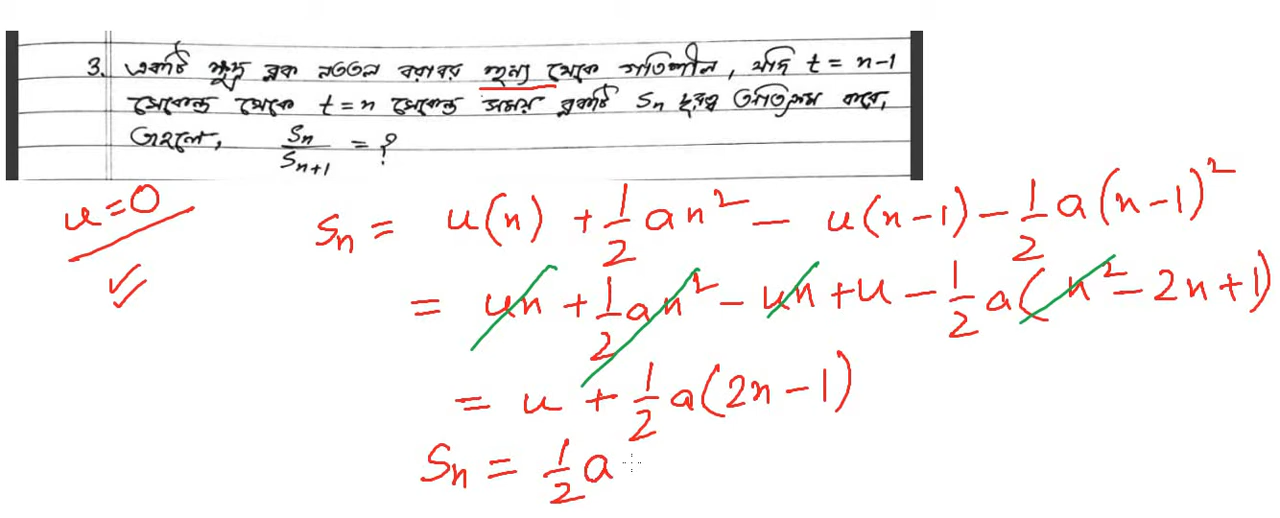 3. একটি ক্ষুদ্র ব্লক নততল বরাবর শূন্য থেকে গতিশীল, যদি t = n-1
সেকেন্ড থেকে t = n সেকেন্ড সময় ব্লকটি Sn দূরত্ব অতিক্রম করে,
তাহলে, Sn/Sn+1 = ?
u=0
Sn = u(n) + 1/2 an² - u(n-1) - 1/2 a(n-1)²
= un + 1/2 an² - un + u - 1/2 a(n² - 2n + 1)
= u + 1/2 a(2n-1)
Sn = 1/2 a